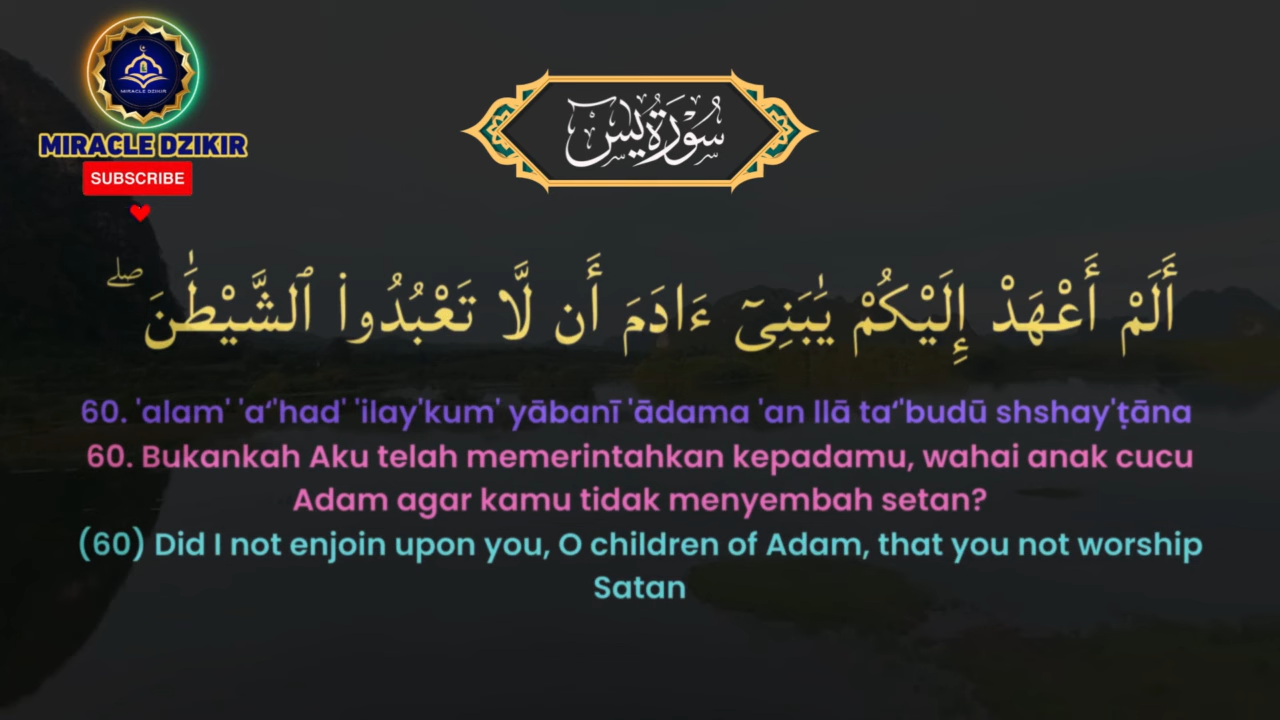 MIRACLE DZIKIR
MIRACLE DZIKIR
SUBSCRIBE
سُوْرَةُ يٰسٓ
أَلَمْ أَعْهَدْ إِلَيْكُمْ يَٰبَنِىٓ ءَادَمَ أَن لَّا تَعْبُدُوا۟ ٱلشَّيْطَٰنَ ۖ
60. 'alam' 'a‘'had' 'ilay'kum' yābanī 'ādama 'an llā ta‘'budū shshay'ṭāna
60. Bukankah Aku telah memerintahkan kepadamu, wahai anak cucu
Adam agar kamu tidak menyembah setan?
(60) Did I not enjoin upon you, O children of Adam, that you not worship
Satan